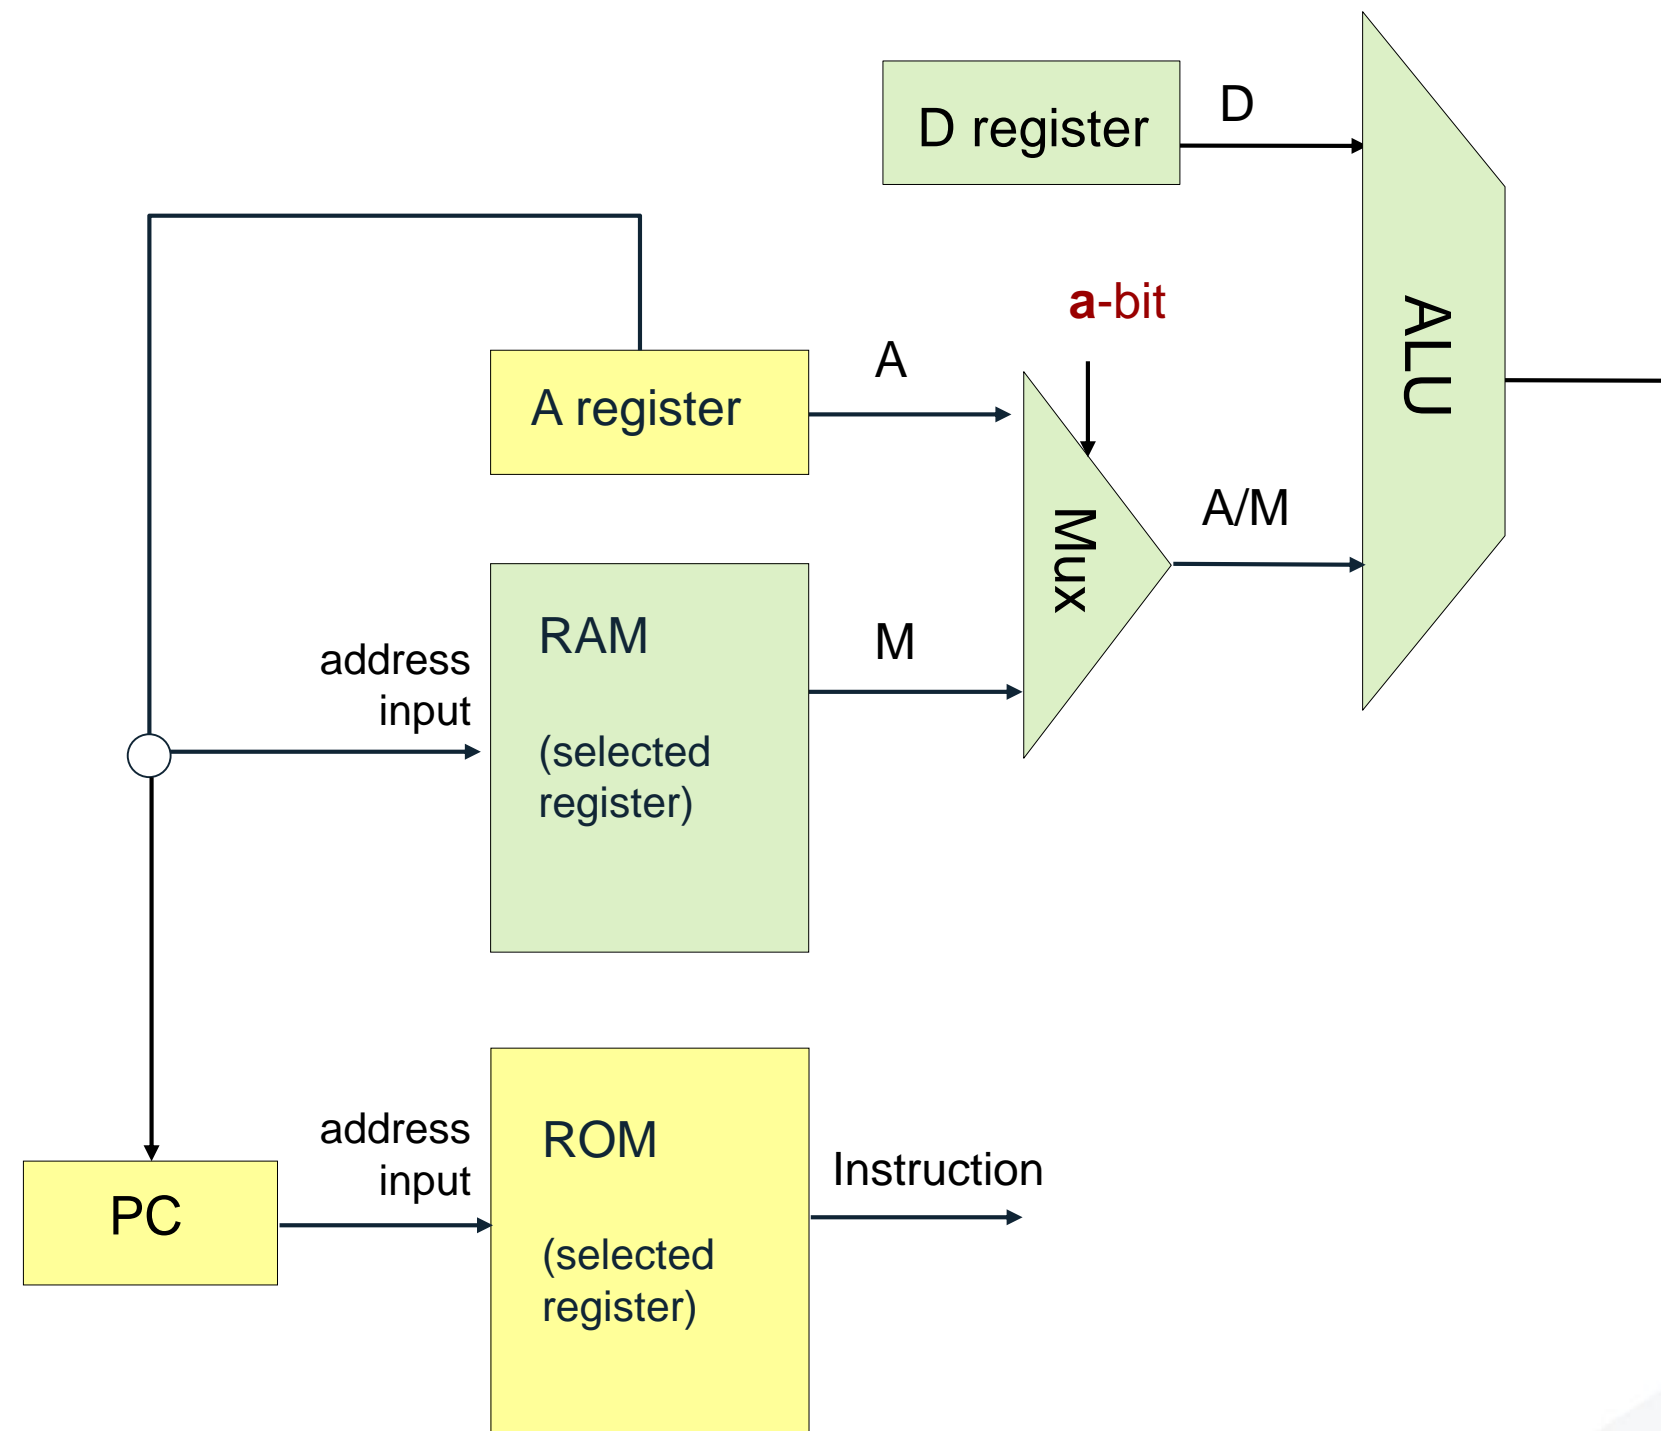 D register
D
ALU
a-bit
A register
A
Mux
A/M
address
input
RAM
(selected
register)
M
PC
address
input
ROM
(selected
register)
Instruction